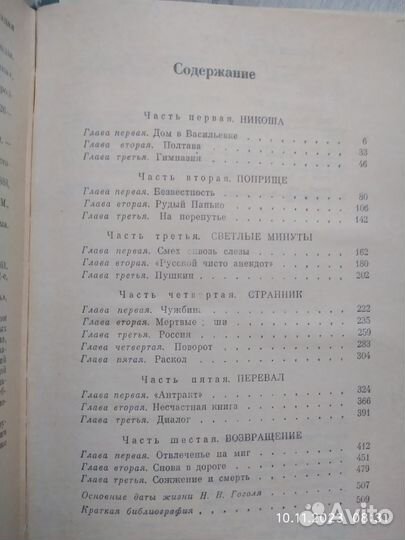 Содержание
Часть первая. НИКОША
Глава первая. Дом в Васильевке 6
Глава вторая. Полтава 33
Глава третья. Гимназия 46
Часть вторая. ПОПРИЩЕ
Глава первая. Безвестность 80
Глава вторая. Рудый Панько 106
Глава третья. На перепутье 142
Часть третья. СВЕТЛЫЕ МИНУТЫ
Глава первая. Смех сквозь слезы 162
Глава вторая. «Русской чисто анекдот» 180
Глава третья. Пушкин 202
Часть четвертая. СТРАННИК
Глава первая. Чужбина 222
Глава вторая. Мертвые ши 235
Глава третья. Россия 259
Глава четвертая. Поворот 283
Глава пятая. Раскол 304
Часть пятая. ПЕРЕВАЛ
Глава первая. «Антракт» 324
Глава вторая. Несчастная книга 366
Глава третья. Диалог 391
Часть шестая. ВОЗВРАЩЕНИЕ 412
Глава первая. Отвлеченье на миг 451
Глава вторая. Снова в дороге 479
Глава третья. Сожжение и смерть 507
Основные даты жизни Н. В. Гоголя 509
Краткая библиография
10.11.2023 08:31
Avito